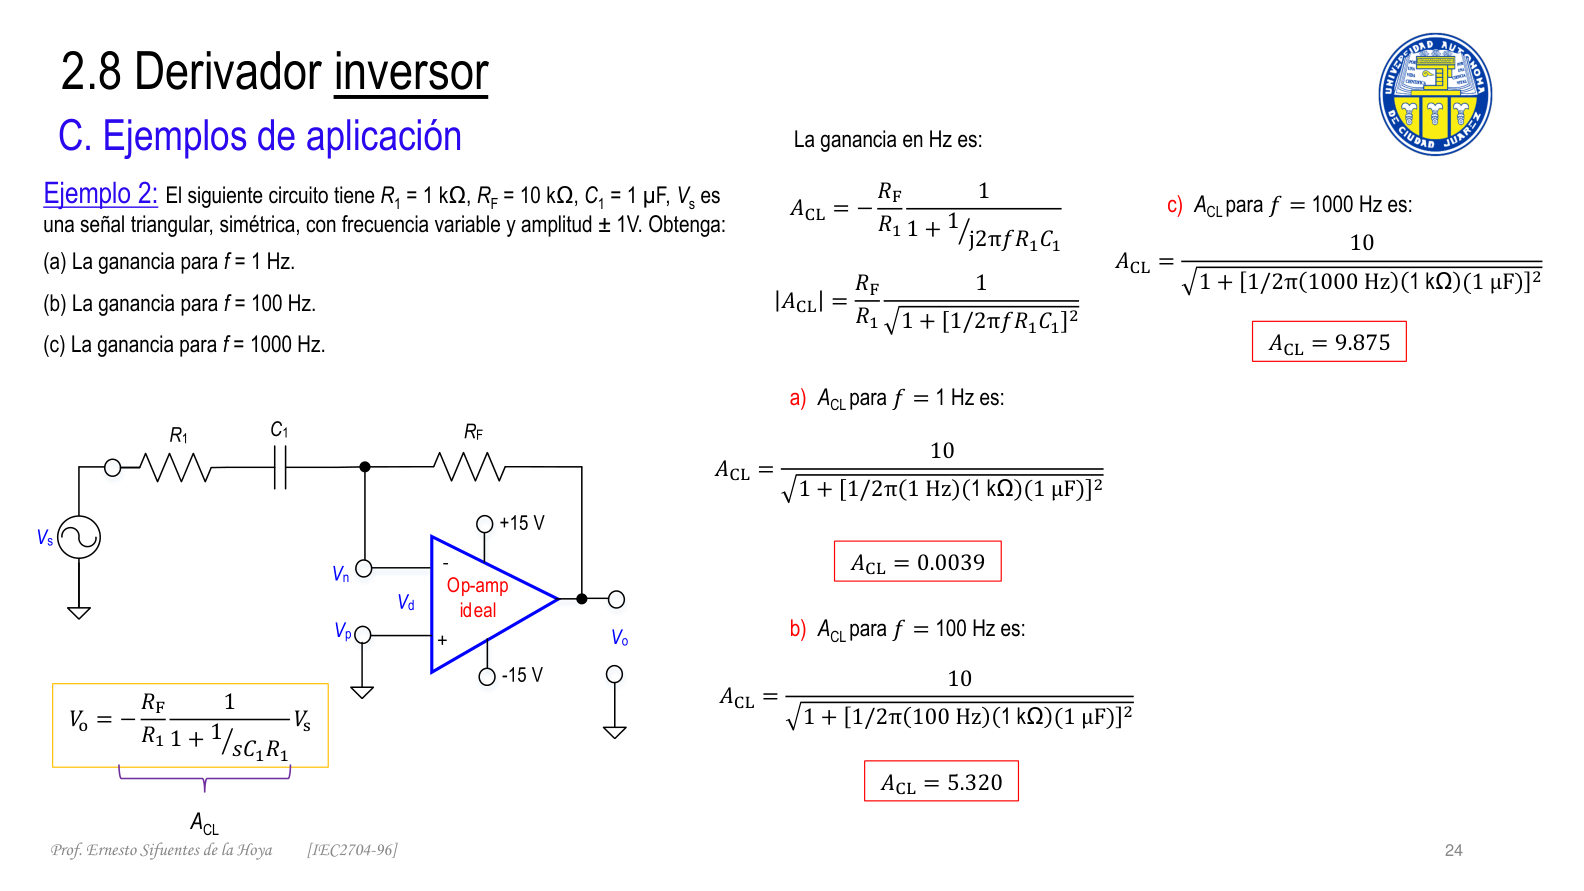 2.8 Derivador inversor
C. Ejemplos de aplicación
Ejemplo 2: El siguiente circuito tiene R1 = 1 kΩ, RF = 10 kΩ, C1 = 1 µF, Vs es
una señal triangular, simétrica, con frecuencia variable y amplitud ± 1V. Obtenga:
(a) La ganancia para f = 1 Hz.
(b) La ganancia para f = 100 Hz.
(c) La ganancia para f = 1000 Hz.
R1
C1
RF
Vs
+15 V
Vn
-
Op-amp
ideal
Vd
Vp
+
Vo
-15 V
Vo = −RF/R1 1/(1 + 1/sC1R1) Vs
ACL
La ganancia en Hz es:
ACL = −RF/R1 1/(1 + 1/j2πfR1C1)
|ACL| = RF/R1 1/√(1 + [1/2πfR1C1]²)
a) ACL para f = 1 Hz es:
ACL = 10/√(1 + [1/2π(1 Hz)(1 kΩ)(1 µF)]²)
ACL = 0.0039
b) ACL para f = 100 Hz es:
ACL = 10/√(1 + [1/2π(100 Hz)(1 kΩ)(1 µF)]²)
ACL = 5.320
c) ACL para f = 1000 Hz es:
ACL = 10/√(1 + [1/2π(1000 Hz)(1 kΩ)(1 µF)]²)
ACL = 9.875
UNIVERSIDAD AUTONOMA
DE CIUDAD JUAREZ
Prof. Ernesto Sifuentes de la Hoya [IEC2704-96]
24